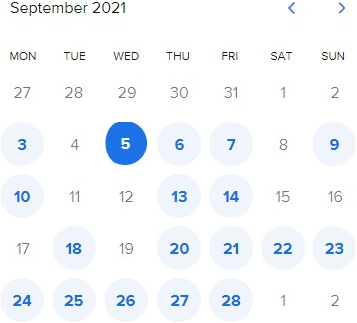 September 2021
MON TUE WED THU FRI SAT SUN
27 28 29 30 31 1 2
3 4 5 6 7 8 9
10 11 12 13 14 15 16
17 18 19 20 21 22 23
24 25 26 27 28 1 2